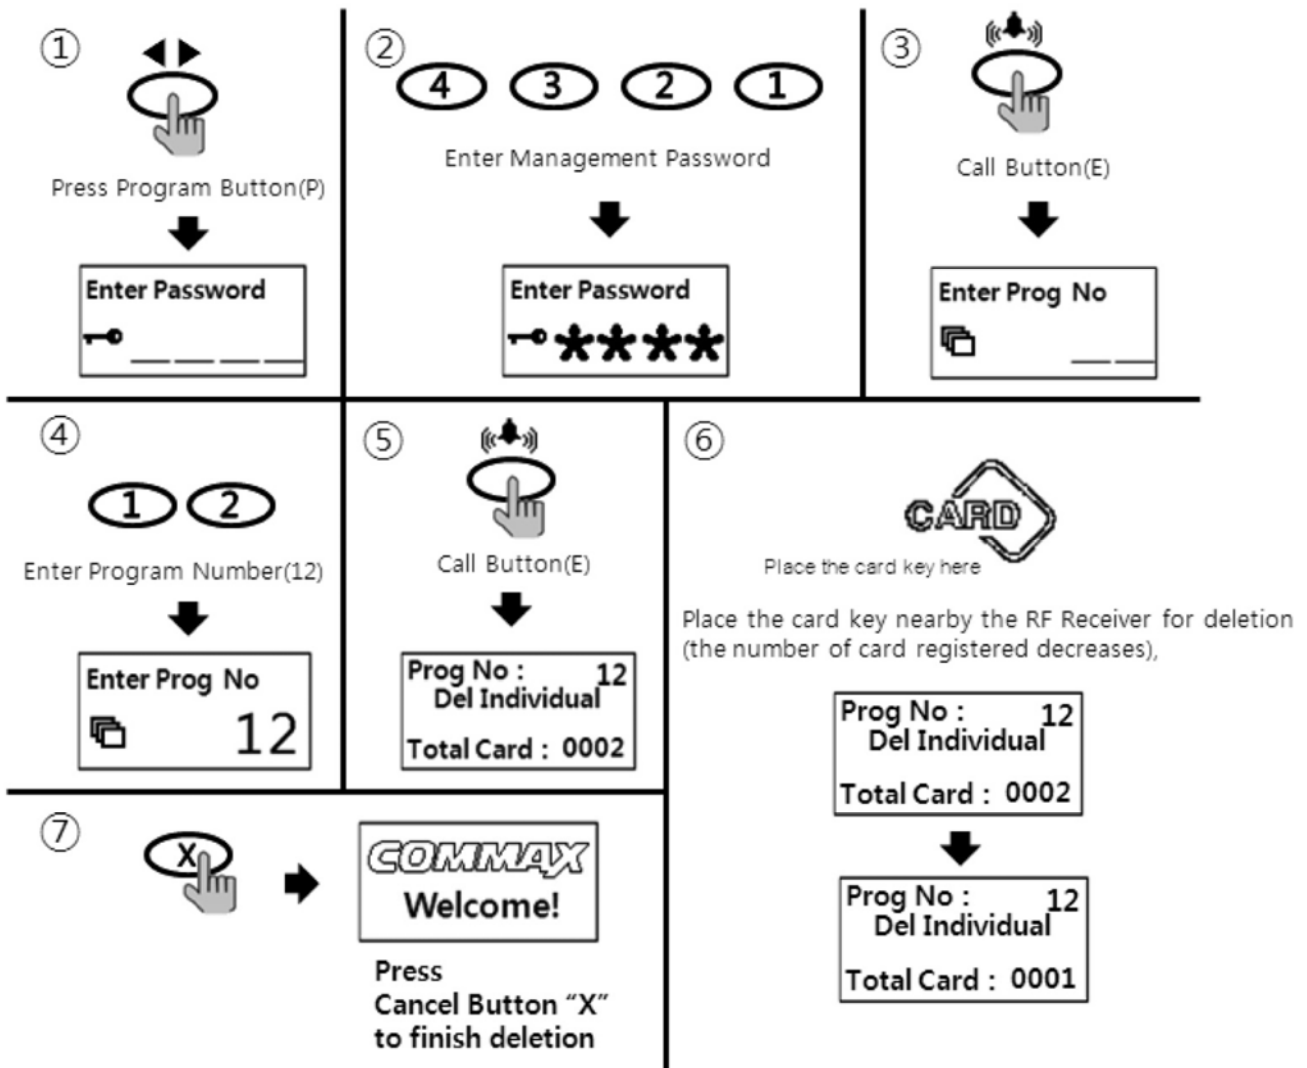 ①
Press Program Button(P)
Enter Password
②
4 3 2 1
Enter Management Password
Enter Password
③
Call Button(E)
Enter Prog No
④
1 2
Enter Program Number(12)
Enter Prog No
12
⑤
Call Button(E)
Prog No : 12
Del Individual
Total Card : 0002
⑥
CARD
Place the card key here
Place the card key nearby the RF Receiver for deletion
(the number of card registered decreases),
Prog No : 12
Del Individual
Total Card : 0002
Prog No : 12
Del Individual
Total Card : 0001
⑦
X
COMMAX
Welcome!
Press
Cancel Button “X”
to finish deletion